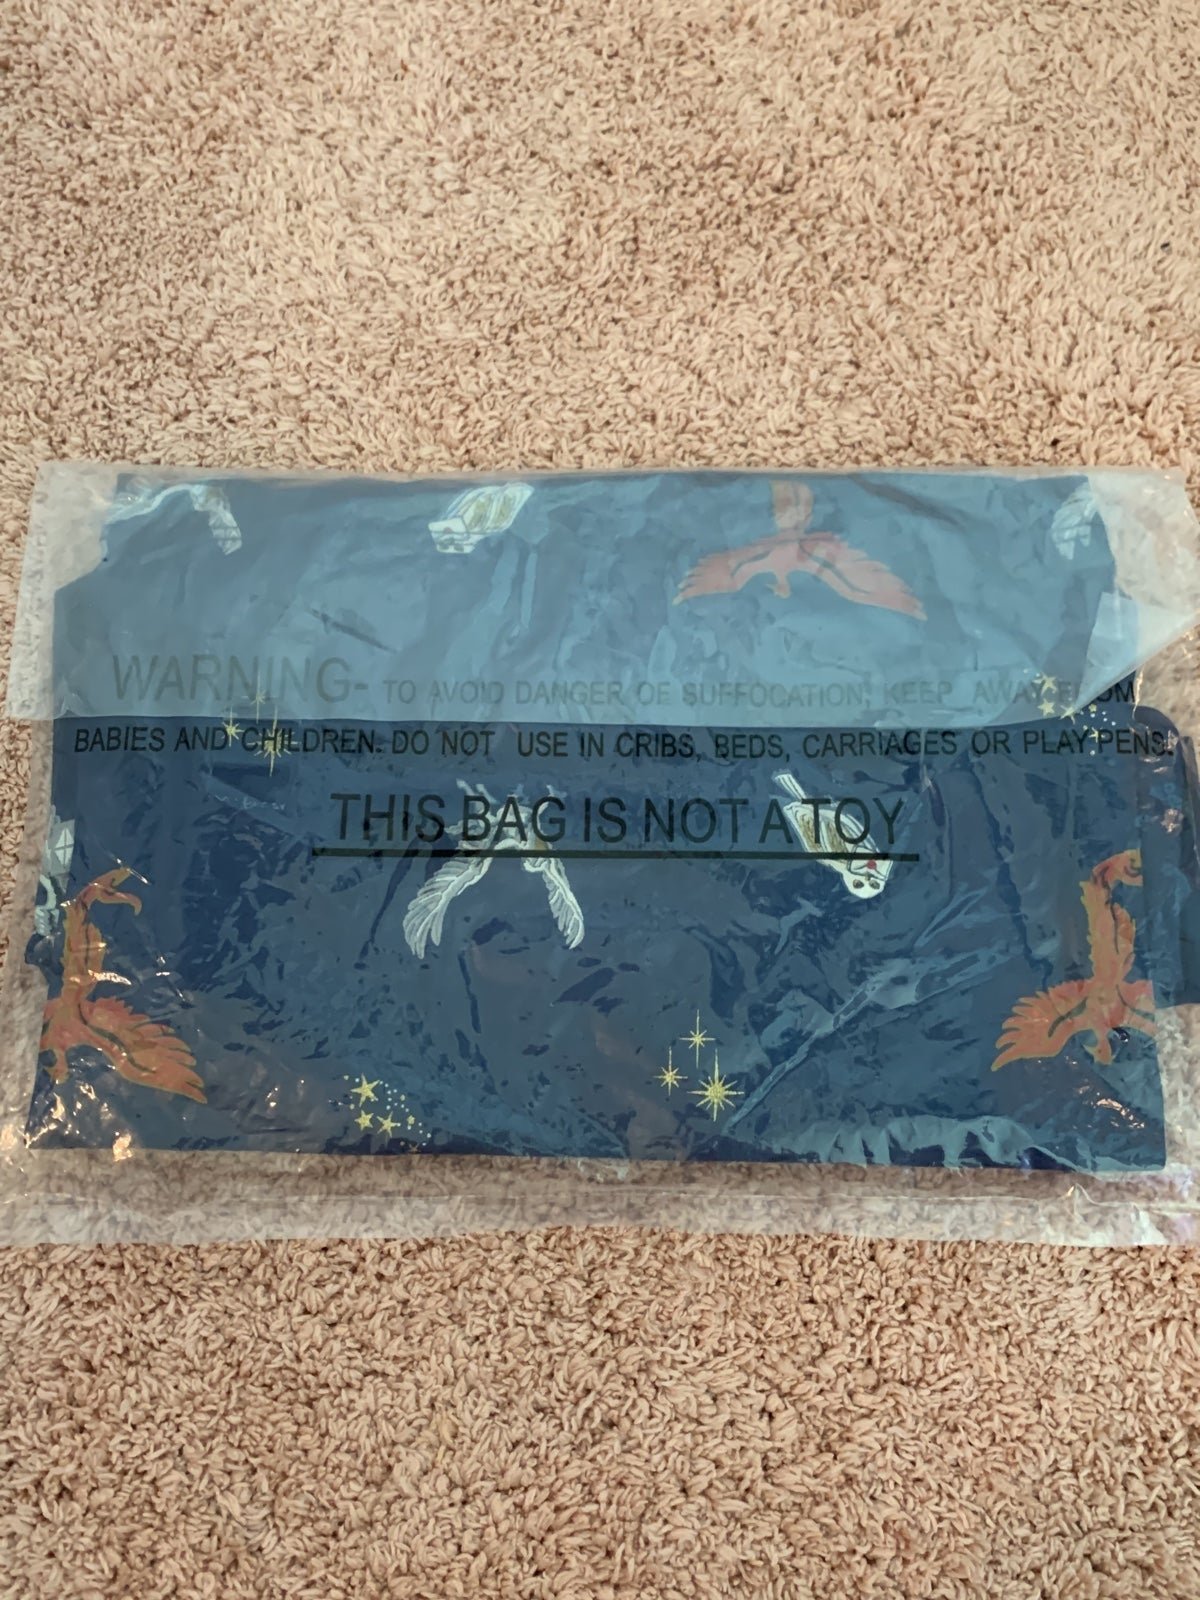 WARNING- TO AVOID DANGER OF SUFFOCATION, KEEP AWAY FROM
BABIES AND CHILDREN. DO NOT USE IN CRIBS, BEDS, CARRIAGES OR PLAY PENS.
THIS BAG IS NOT A TOY